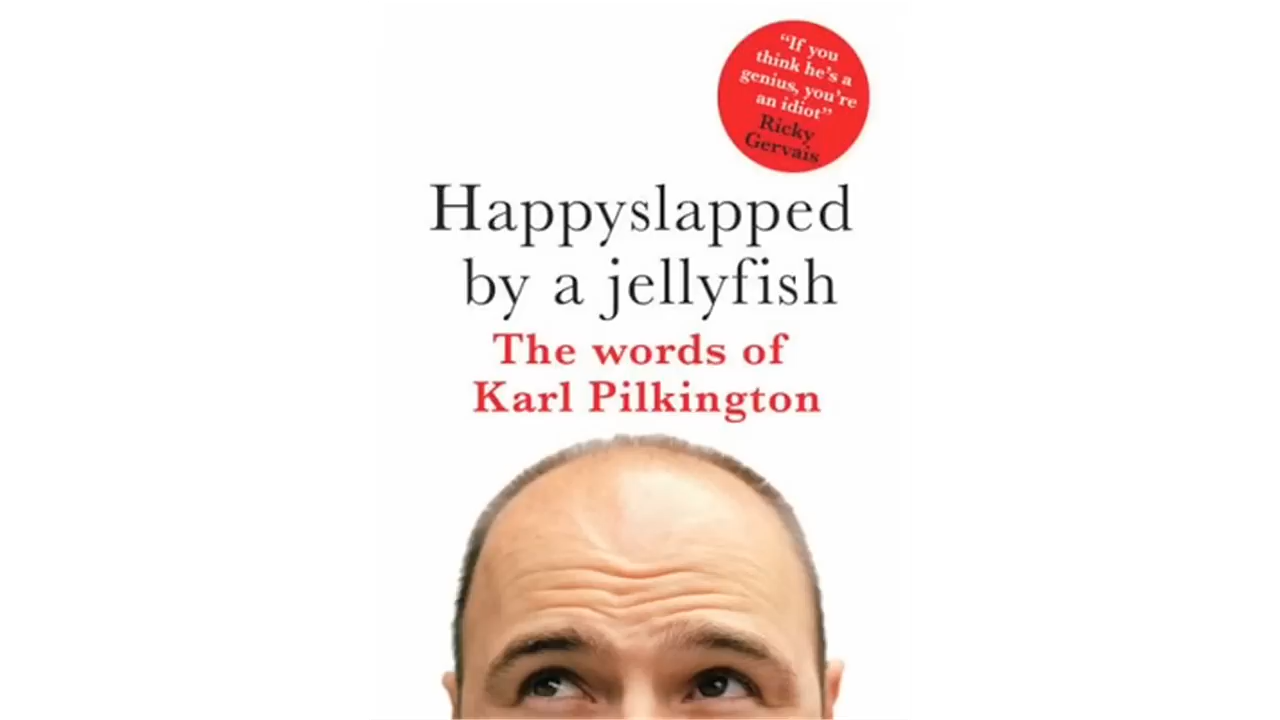 “If you
think he’s a
genius, you’re
an idiot”
Ricky
Gervais
Happyslapped
by a jellyfish
The words of
Karl Pilkington